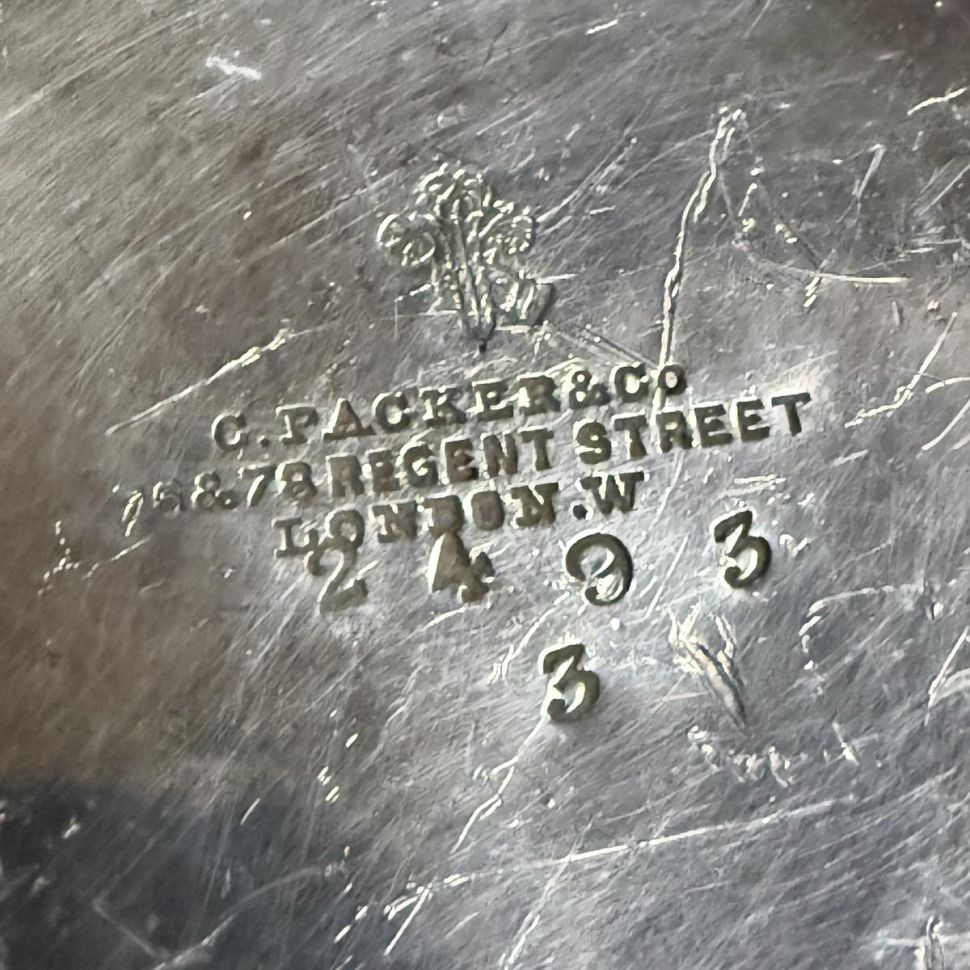 C. PACKER & Co
76 & 78 REGENT STREET
LONDON . W
2493
3